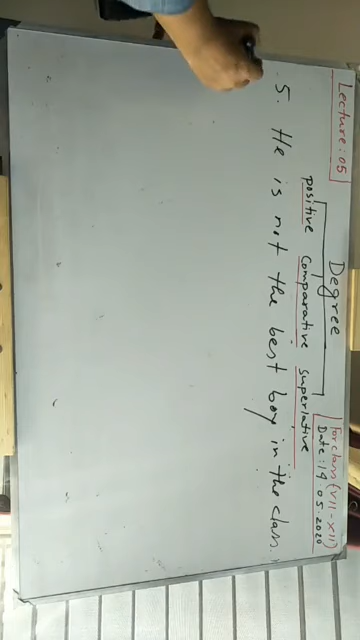 Lecture : 05
For class (VII - XII)
Date : 14.05.2020
Degree
positive comparative superlative
5. He is not the best boy in the class.